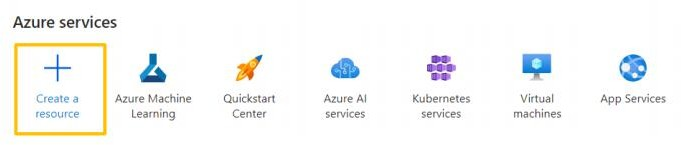 Azure services
Create a
resource
Azure Machine
Learning
Quickstart
Center
Azure AI
services
Kubernetes
services
Virtual
machines
App Services